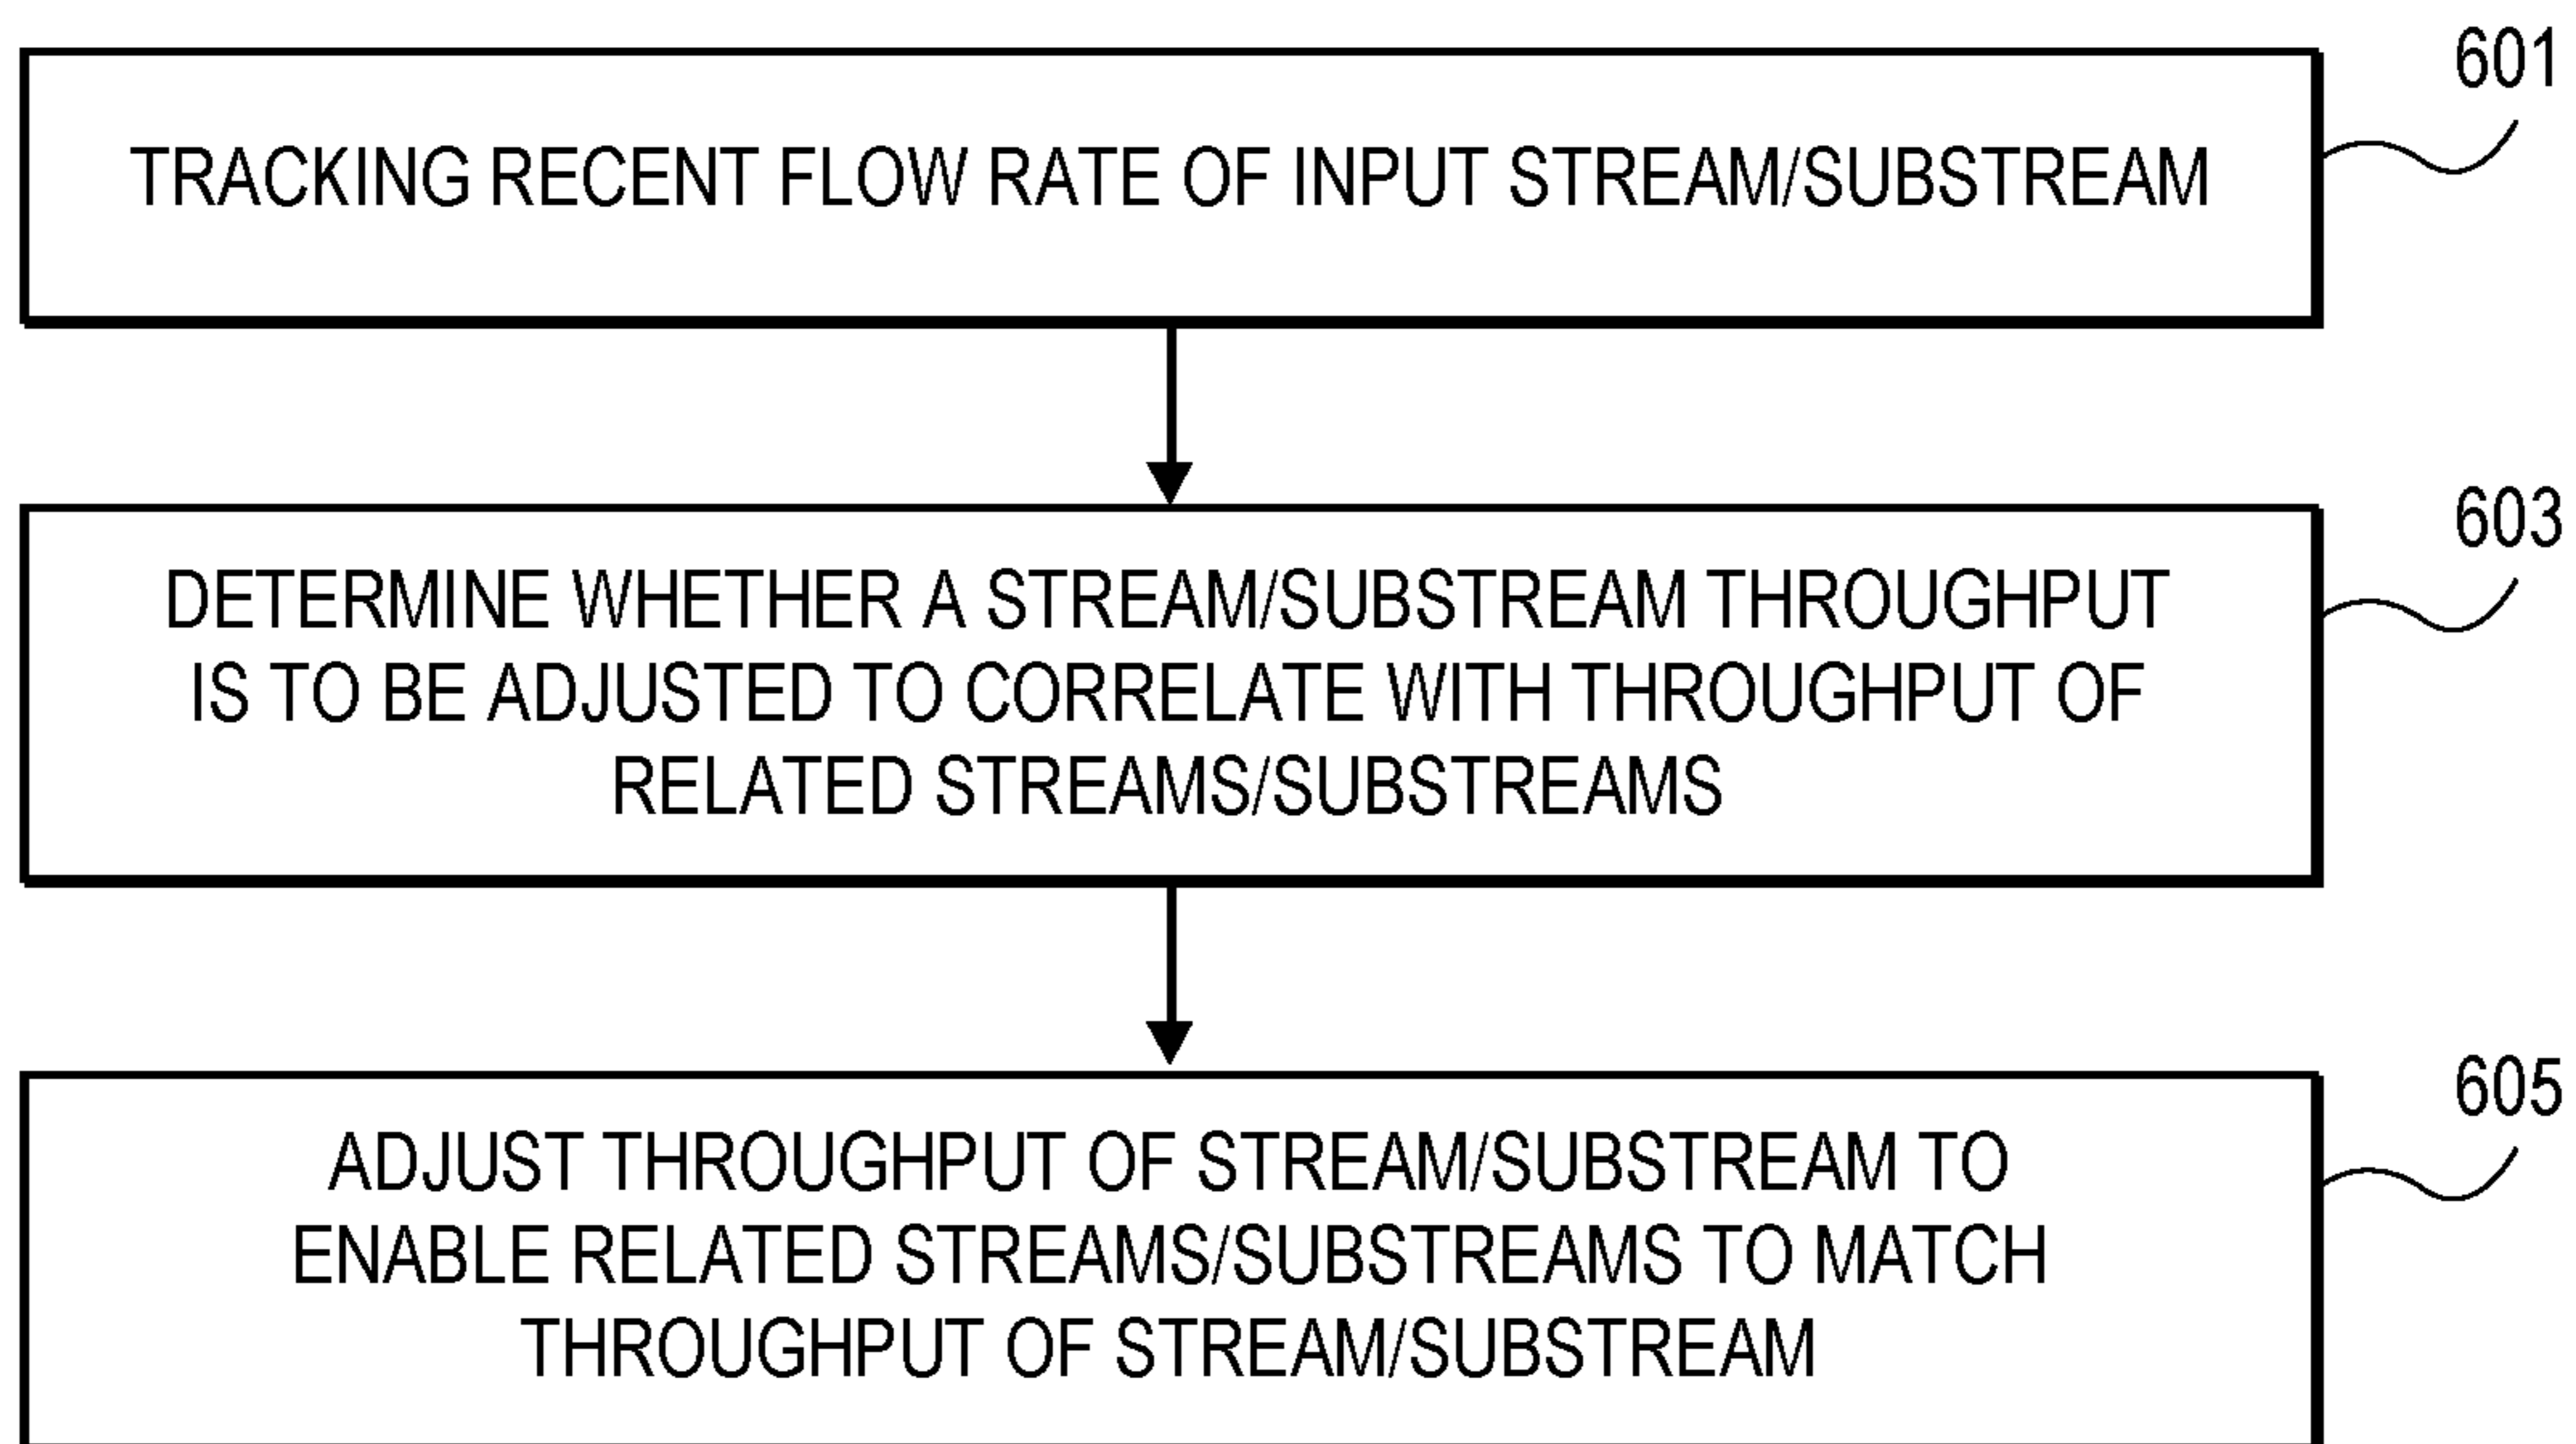 601
TRACKING RECENT FLOW RATE OF INPUT STREAM/SUBSTREAM
603
DETERMINE WHETHER A STREAM/SUBSTREAM THROUGHPUT
IS TO BE ADJUSTED TO CORRELATE WITH THROUGHPUT OF
RELATED STREAMS/SUBSTREAMS
605
ADJUST THROUGHPUT OF STREAM/SUBSTREAM TO
ENABLE RELATED STREAMS/SUBSTREAMS TO MATCH
THROUGHPUT OF STREAM/SUBSTREAM